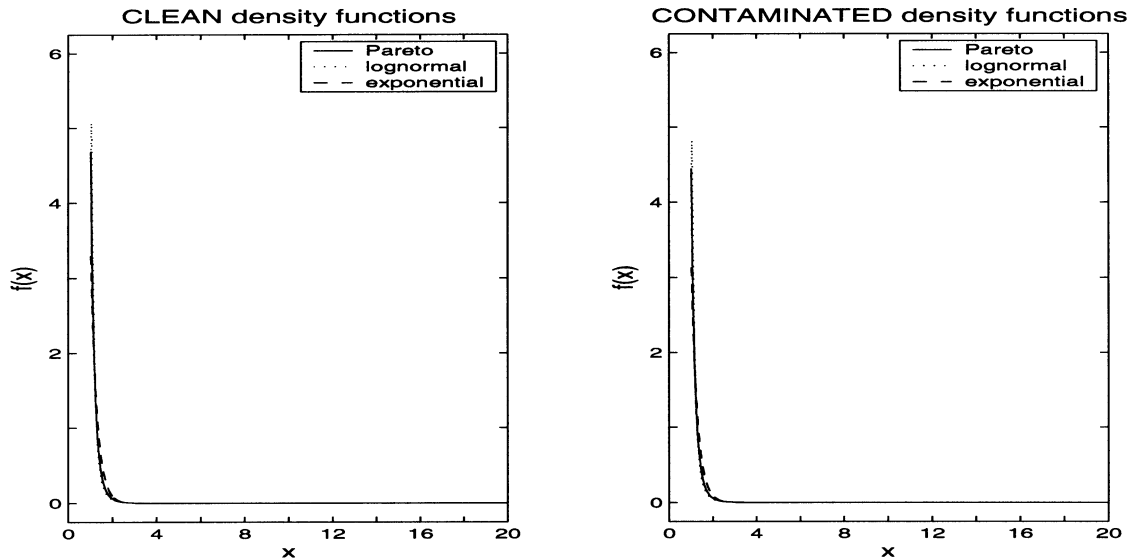 CLEAN density functions
6
4
2
0
f(x)
Pareto
lognormal
exponential
0 4 8 12 16 20
x
CONTAMINATED density functions
6
4
2
0
f(x)
Pareto
lognormal
exponential
0 4 8 12 16 20
x